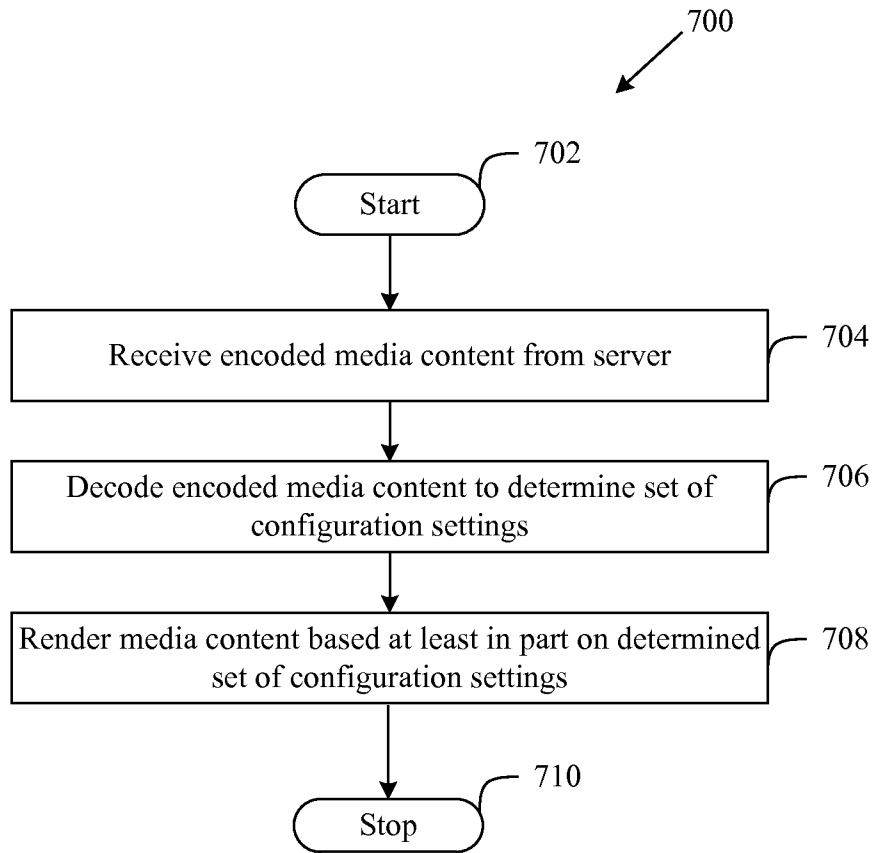 700
702
Start
704
Receive encoded media content from server
706
Decode encoded media content to determine set of
configuration settings
708
Render media content based at least in part on determined
set of configuration settings
710
Stop